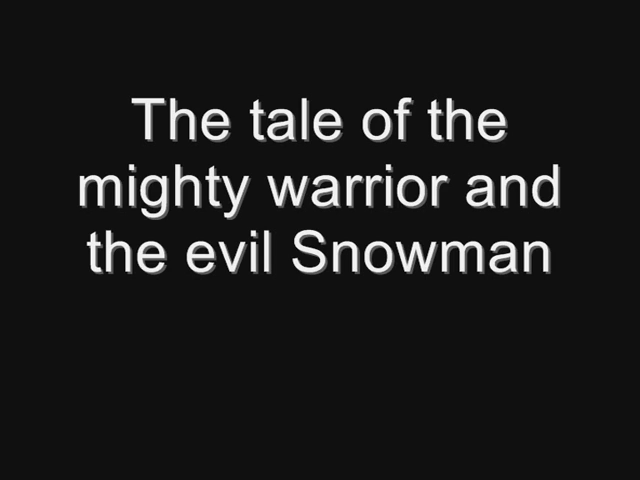 The tale of the
mighty warrior and
the evil Snowman